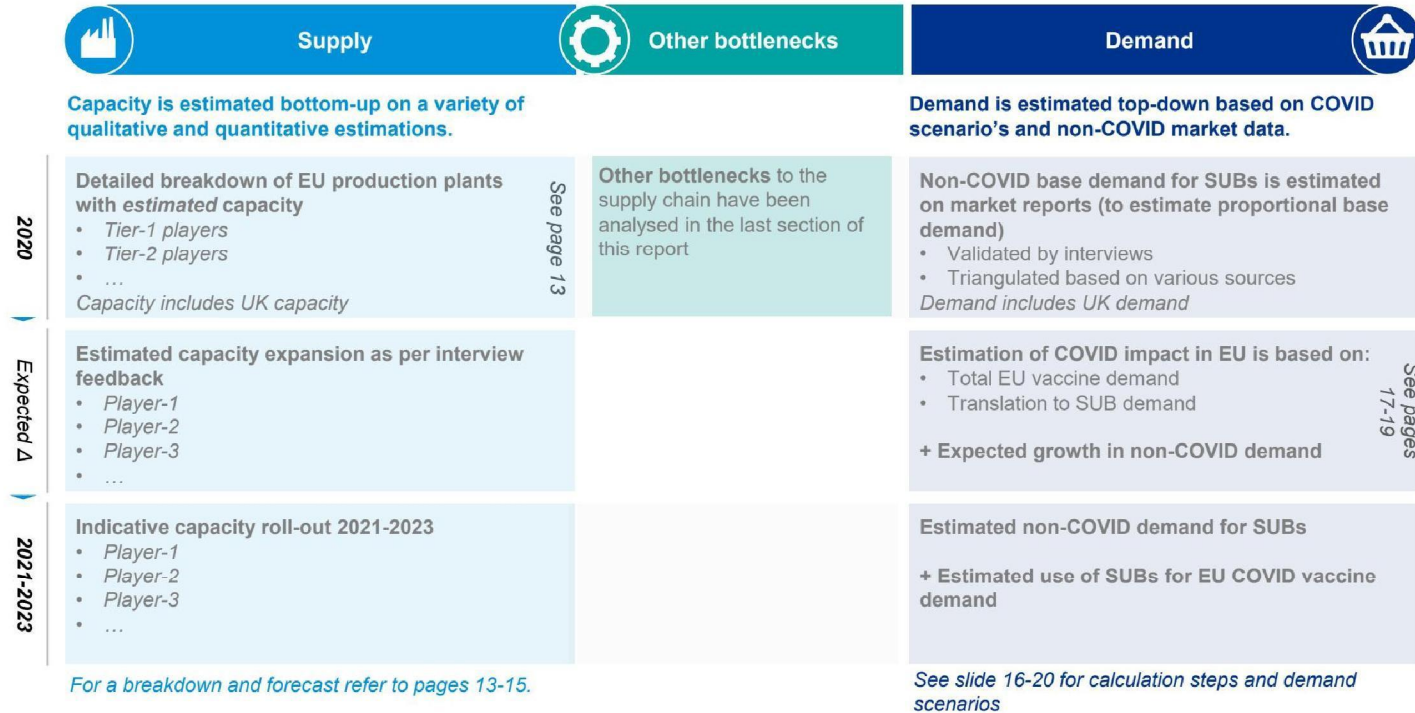 Supply
Other bottlenecks
Demand
Capacity is estimated bottom-up on a variety of
qualitative and quantitative estimations.
Demand is estimated top-down based on COVID
scenario's and non-COVID market data.
2020
Detailed breakdown of EU production plants
with estimated capacity
• Tier-1 players
• Tier-2 players
• …
Capacity includes UK capacity
See page 13
Other bottlenecks to the
supply chain have been
analysed in the last section of
this report
Non-COVID base demand for SUBs is estimated
on market reports (to estimate proportional base
demand)
• Validated by interviews
• Triangulated based on various sources
Demand includes UK demand
Expected Δ
Estimated capacity expansion as per interview
feedback
• Player-1
• Player-2
• Player-3
• …
Estimation of COVID impact in EU is based on:
• Total EU vaccine demand
• Translation to SUB demand
+ Expected growth in non-COVID demand
See pages
17-19
2021-2023
Indicative capacity roll-out 2021-2023
• Player-1
• Player-2
• Player-3
• …
Estimated non-COVID demand for SUBs
+ Estimated use of SUBs for EU COVID vaccine
demand
For a breakdown and forecast refer to pages 13-15.
See slide 16-20 for calculation steps and demand
scenarios